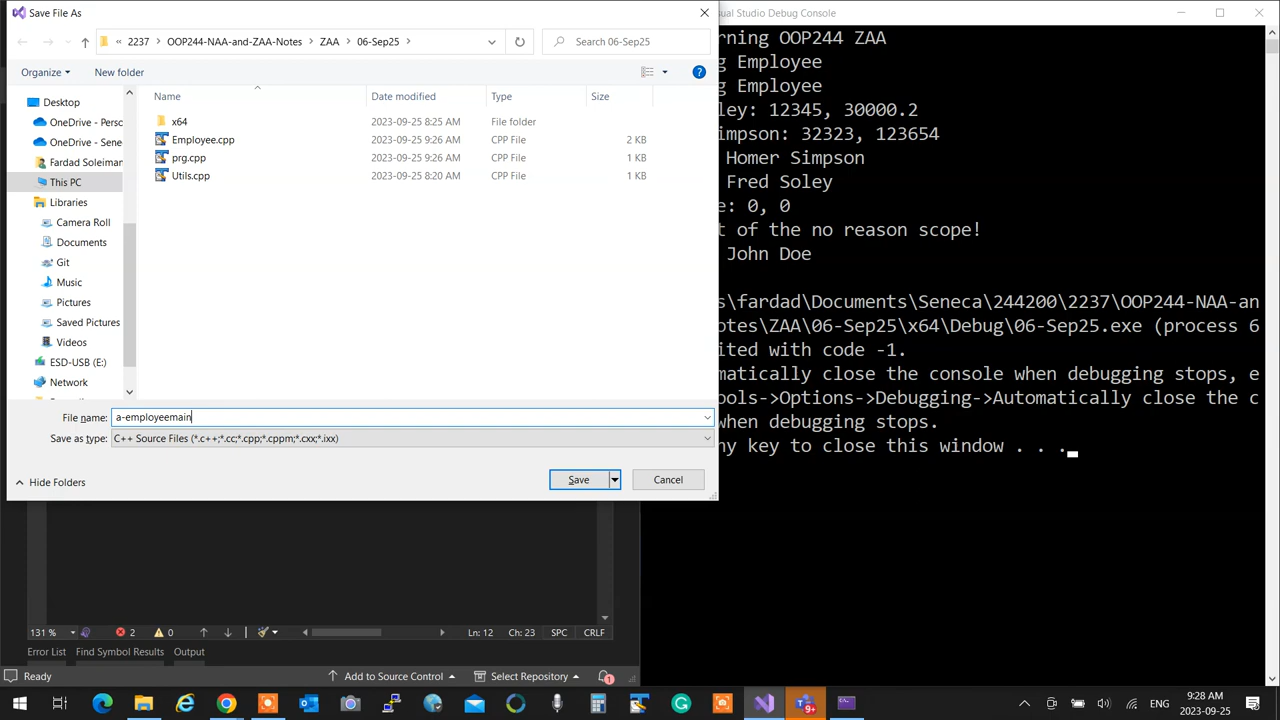 Save File As
« 2237 › OOP244-NAA-and-ZAA-Notes › ZAA › 06-Sep25 ›
Search 06-Sep25
Organize
New folder
Desktop
OneDrive - Perso
OneDrive - Sene
Fardad Soleiman
This PC
Libraries
Camera Roll
Documents
Git
Music
Pictures
Saved Pictures
Videos
ESD-USB (E:)
Network
Name Date modified Type Size
x64 2023-09-25 8:25 AM File folder
Employee.cpp 2023-09-25 9:26 AM CPP File 2 KB
prg.cpp 2023-09-25 9:26 AM CPP File 1 KB
Utils.cpp 2023-09-25 8:20 AM CPP File 1 KB
File name: a-employeemain
Save as type: C++ Source Files (*.c++;*.cc;*.cpp;*.cppm;*.cxx;*.ixx)
Hide Folders
Save
Cancel
ual Studio Debug Console
rning OOP244 ZAA
g Employee
g Employee
ley: 12345, 30000.2
impson: 32323, 123654
Homer Simpson
Fred Soley
e: 0, 0
t of the no reason scope!
John Doe
s\fardad\Documents\Seneca\244200\2237\OOP244-NAA-an
otes\ZAA\06-Sep25\x64\Debug\06-Sep25.exe (process 6
ited with code -1.
matically close the console when debugging stops, e
ools->Options->Debugging->Automatically close the c
when debugging stops.
ny key to close this window . . .
131 % 2 0 Ln: 12 Ch: 23 SPC CRLF
Error List Find Symbol Results Output
Ready Add to Source Control Select Repository 1
9+
ENG
9:28 AM
2023-09-25